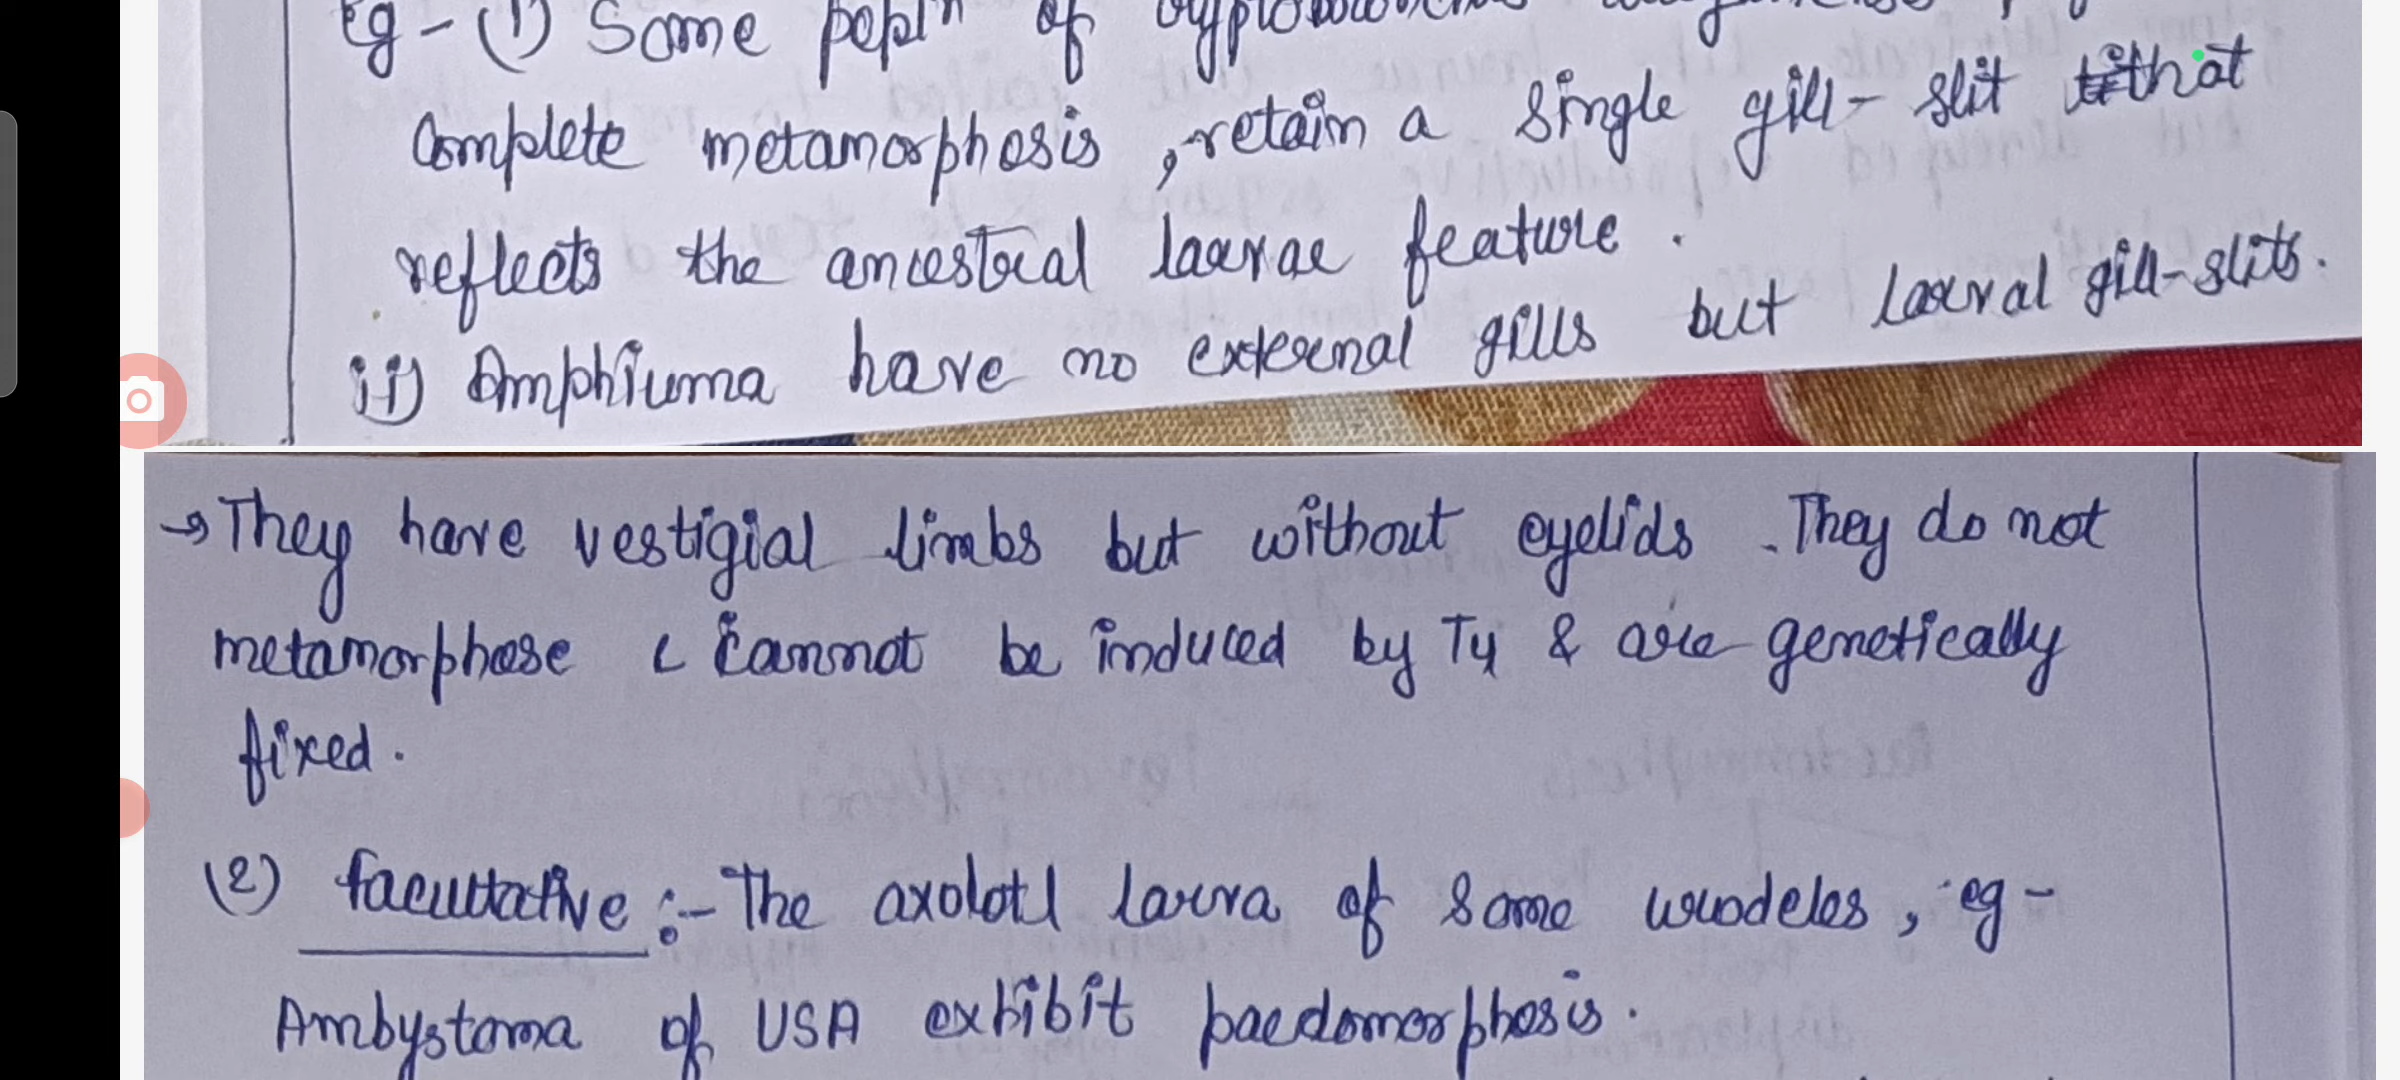 Eg - (i) Some popln of
complete metamorphosis, retain a single gill-slit that
reflects the ancestral larvae feature.
ii) Amphiuma have no external gills but larval gill-slits.
→ They have vestigial limbs but without eyelids. They do not
metamorphose & cannot be induced by T4 & are genetically
fixed.
(2) facultative :- The axolotl larva of some urodeles, eg -
Ambystoma of USA exhibit paedomorphosis.